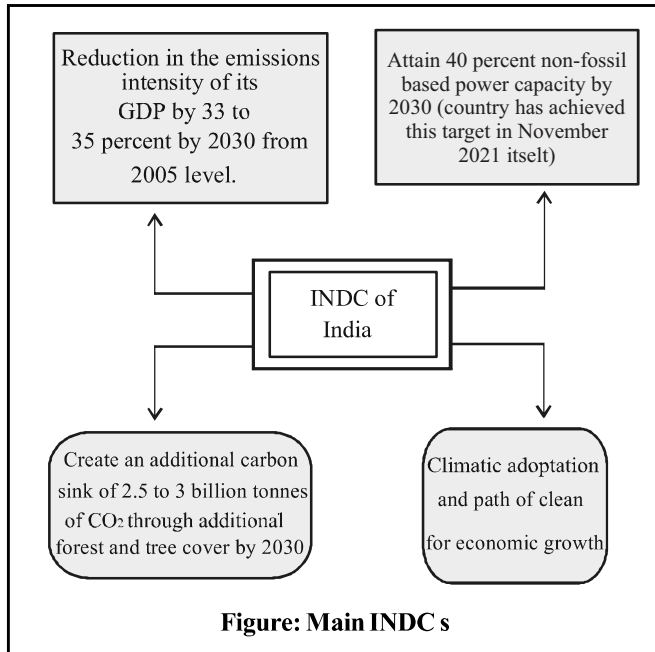 Reduction in the emissions
intensity of its
GDP by 33 to
35 percent by 2030 from
2005 level.
Attain 40 percent non-fossil
based power capacity by
2030 (country has achieved
this target in November
2021 itselt)
INDC of
India
Create an additional carbon
sink of 2.5 to 3 billion tonnes
of CO₂ through additional
forest and tree cover by 2030
Climatic adoptation
and path of clean
for economic growth
Figure: Main INDC s